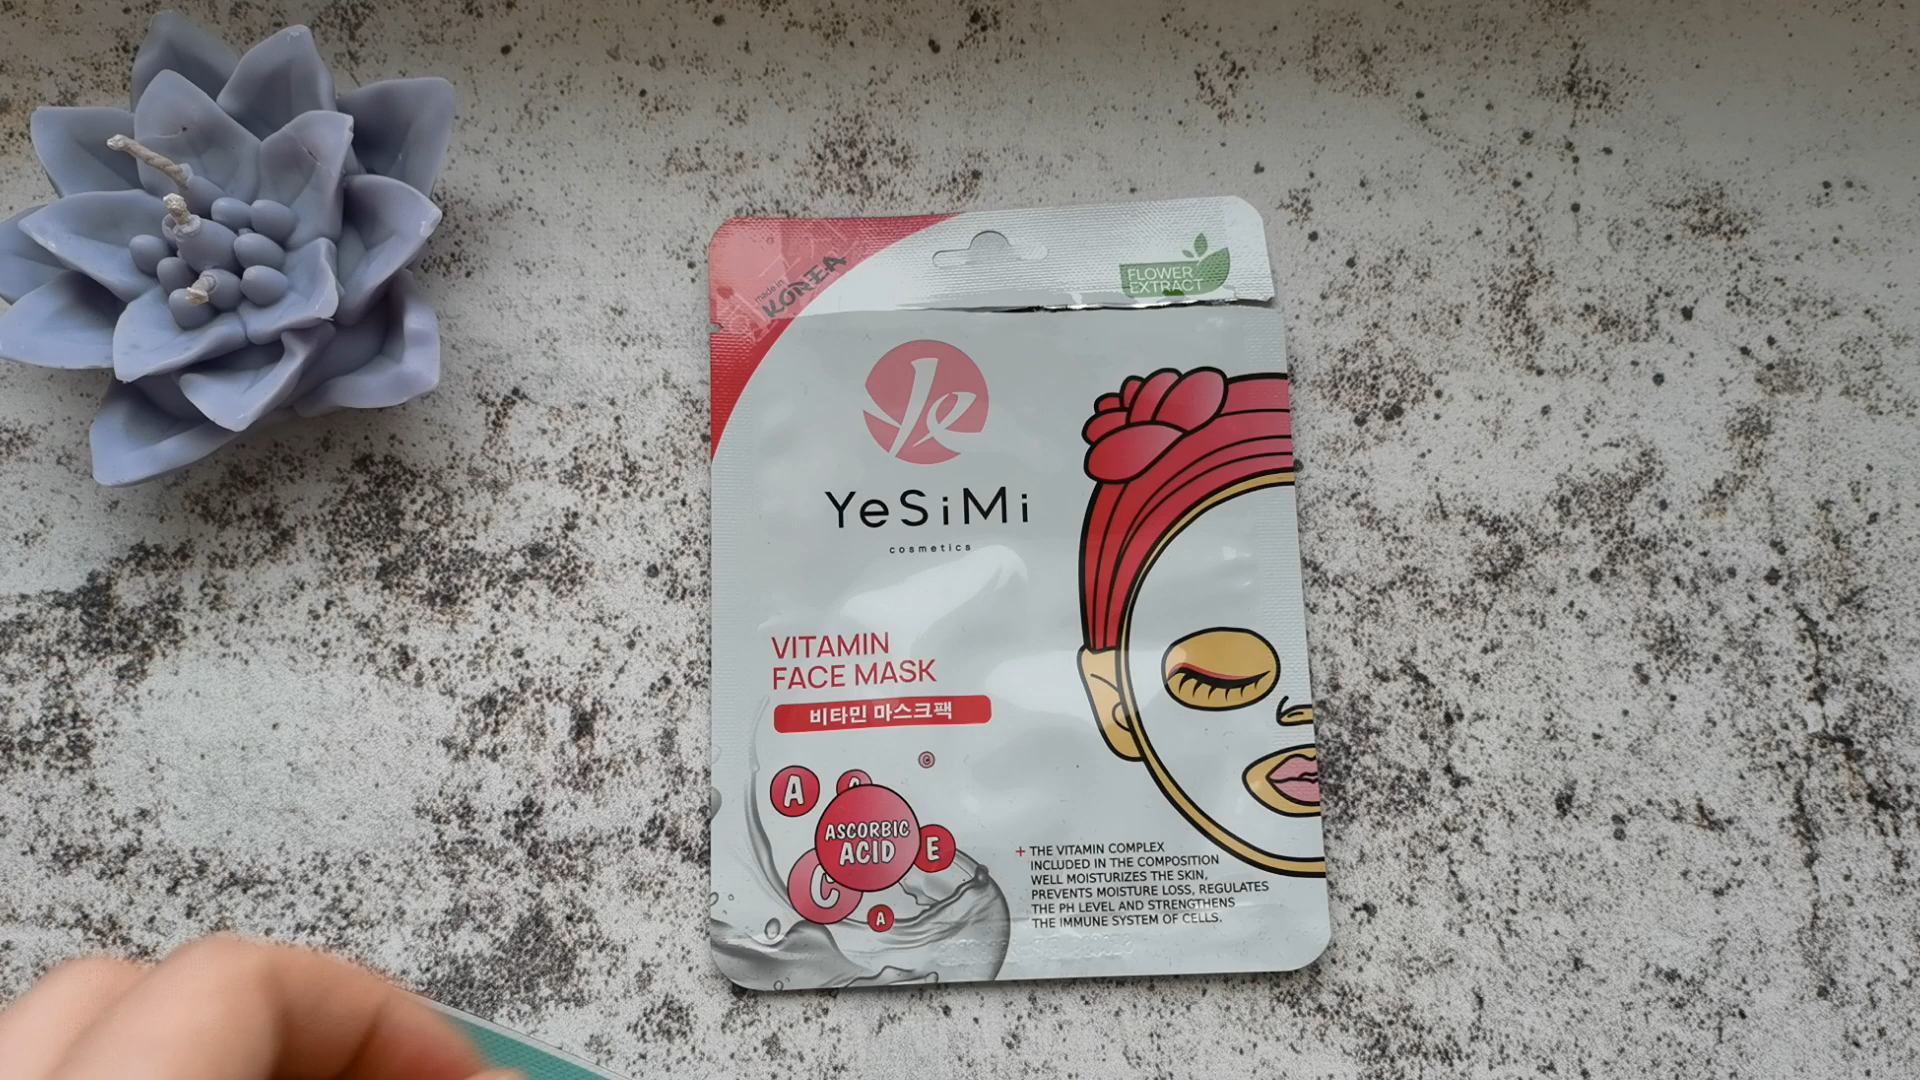 made in
KOREA
FLOWER
EXTRACT
Ye
YeSiMi
cosmetics
VITAMIN
FACE MASK
비타민 마스크팩
C
A
ASCORBIC
ACID
E
C
A
+ THE VITAMIN COMPLEX
INCLUDED IN THE COMPOSITION
WELL MOISTURIZES THE SKIN,
PREVENTS MOISTURE LOSS, REGULATES
THE PH LEVEL AND STRENGTHENS
THE IMMUNE SYSTEM OF CELLS.